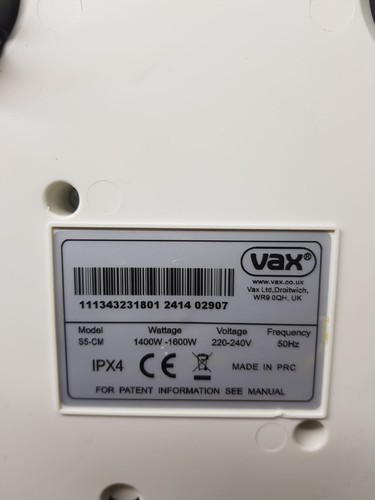 vax®
www.vax.co.uk
Vax Ltd,Droitwich,
WR9 0QH, UK
111343231801 2414 02907
Model Wattage Voltage Frequency
S5-CM 1400W -1600W 220-240V 50Hz
IPX4 CE MADE IN PRC
FOR PATENT INFORMATION SEE MANUAL